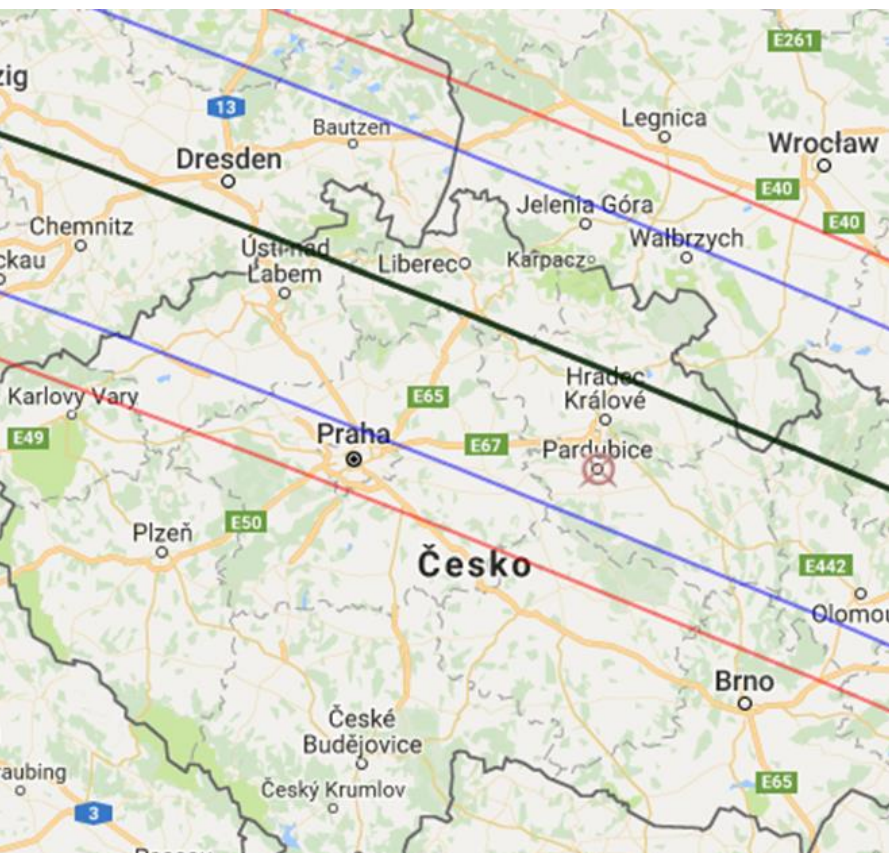 E261
zig
13
Bautzen
Legnica
Wrocław
Dresden
E40
Jelenia Góra
E40
Chemnitz
Wałbrzych
Ústí nad
Labem
ckau
Liberec
Karpacz
Hradec
Králové
Karlovy Vary
E65
E49
Praha
E67
Pardubice
E50
Plzeň
Česko
E442
Olomou
Brno
České
Budějovice
raubing
Český Krumlov
E65
3